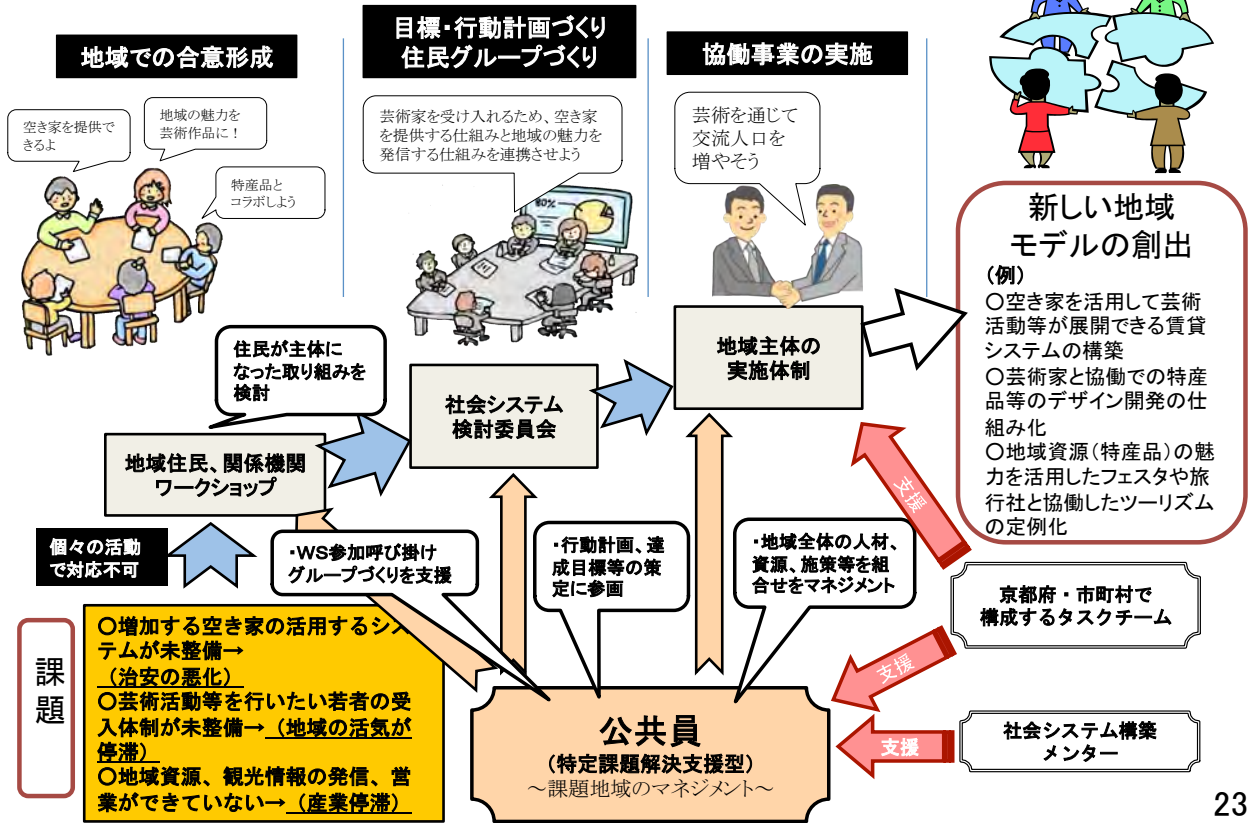 地域での合意形成
目標・行動計画づくり
住民グループづくり
協働事業の実施
空き家を提供で
きるよ
地域の魅力を
芸術作品に！
特産品と
コラボしよう
芸術家を受け入れるため、空き家
を提供する仕組みと地域の魅力を
発信する仕組みを連携させよう
80%
芸術を通じて
交流人口を
増やそう
新しい地域
モデルの創出
（例）
○空き家を活用して芸術
活動等が展開できる賃貸
システムの構築
○芸術家と協働での特産
品等のデザイン開発の仕
組み化
○地域資源（特産品）の魅
力を活用したフェスタや旅
行社と協働したツーリズム
の定例化
住民が主体に
なった取り組みを
検討
地域住民、関係機関
ワークショップ
社会システム
検討委員会
地域主体の
実施体制
個々の活動
で対応不可
・WS参加呼び掛け
グループづくりを支援
・行動計画、達
成目標等の策
定に参画
・地域全体の人材、
資源、施策等を組
合せをマネジメント
支援
京都府・市町村で
構成するタスクチーム
支援
支援
社会システム構築
メンター
課
題
○増加する空き家の活用するシス
テムが未整備→
（治安の悪化）
○芸術活動等を行いたい若者の受
入体制が未整備→（地域の活気が
停滞）
○地域資源、観光情報の発信、営
業ができていない→（産業停滞）
公共員
（特定課題解決支援型）
～課題地域のマネジメント～
23